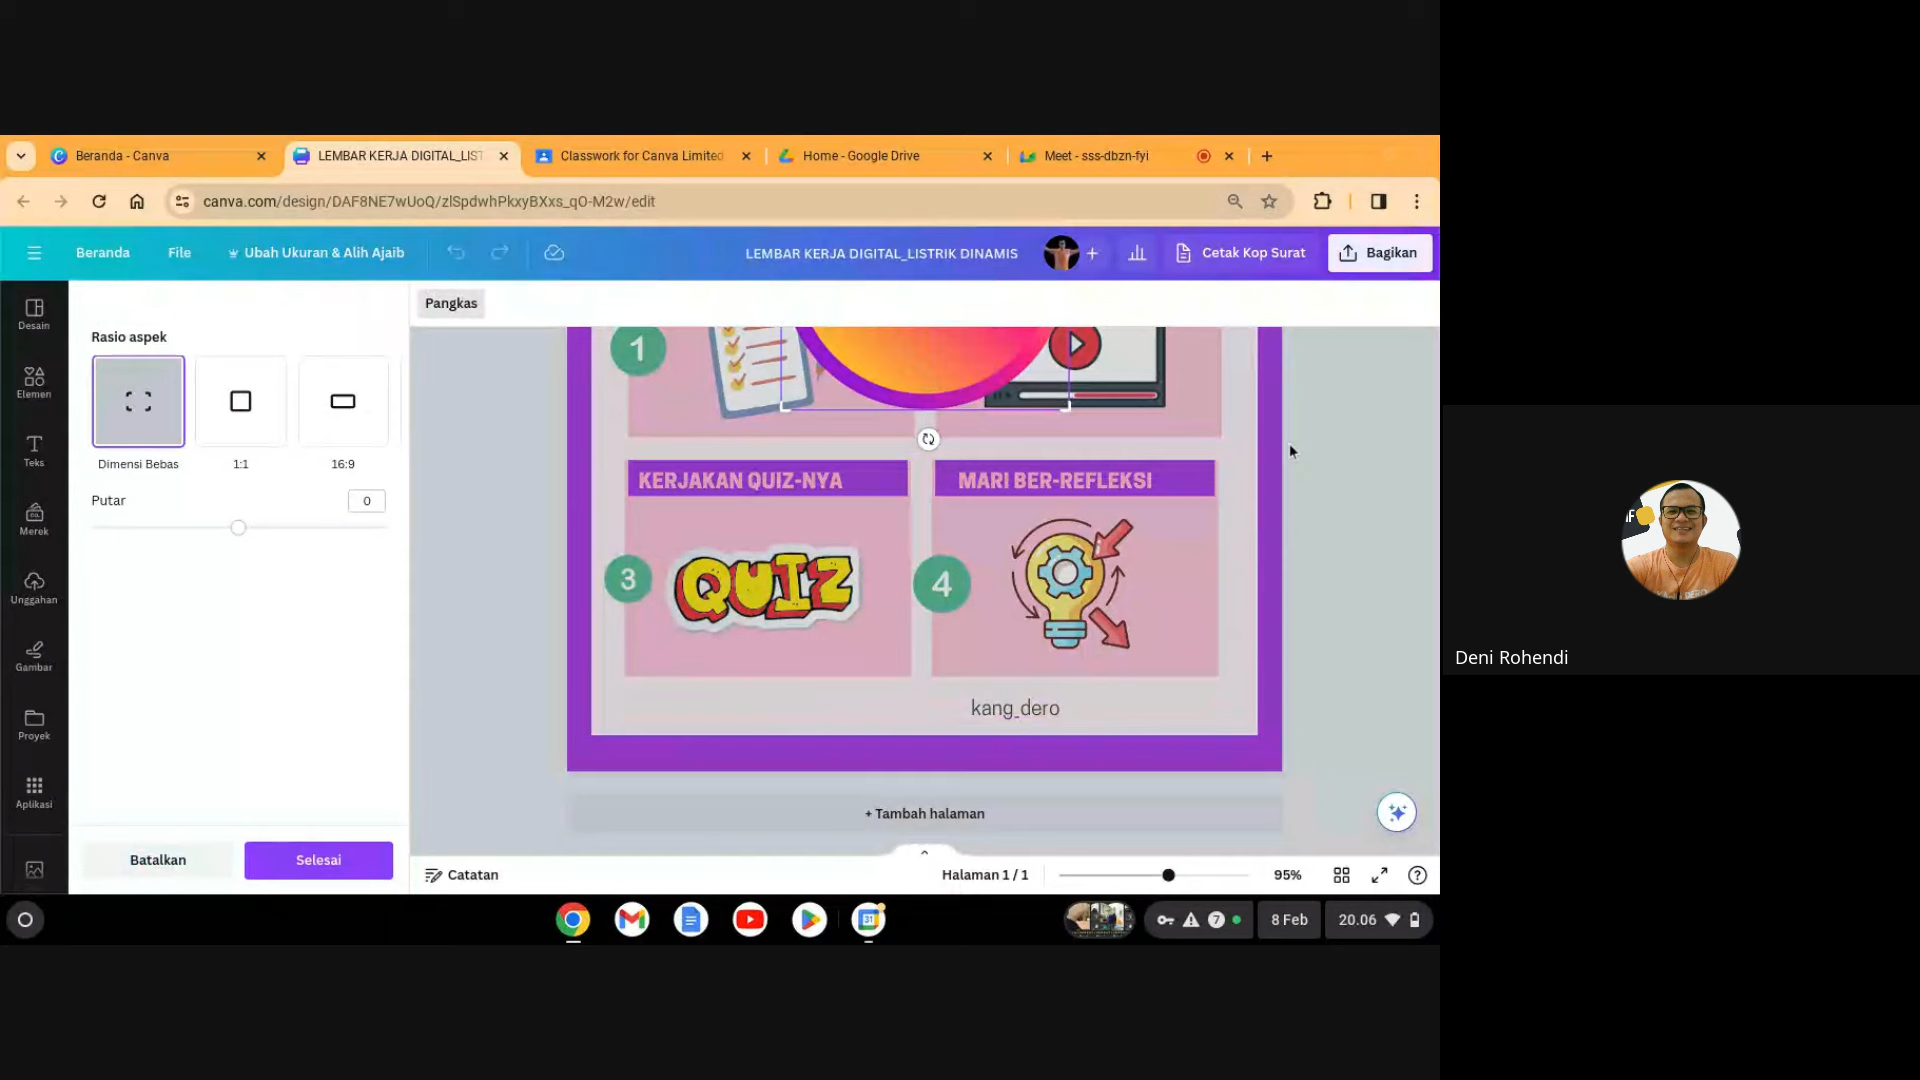 Beranda - Canva
LEMBAR KERJA DIGITAL_LIST
Classwork for Canva Limited
Home - Google Drive
Meet - sss-dbzn-fyi
canva.com/design/DAF8NE7wUoQ/zlSpdwhPkxyBXxs_qO-M2w/edit
Beranda
File
Ubah Ukuran & Alih Ajaib
LEMBAR KERJA DIGITAL_LISTRIK DINAMIS
Cetak Kop Surat
Bagikan
Desain
Elemen
Teks
Merek
Unggahan
Gambar
Proyek
Aplikasi
Rasio aspek
Dimensi Bebas
1:1
16:9
Putar
0
Batalkan
Selesai
Pangkas
1
KERJAKAN QUIZ-NYA
MARI BER-REFLEKSI
3
QUIZ
4
kang_dero
+ Tambah halaman
Catatan
Halaman 1 / 1
95%
31
7
8 Feb
20.06
Deni Rohendi